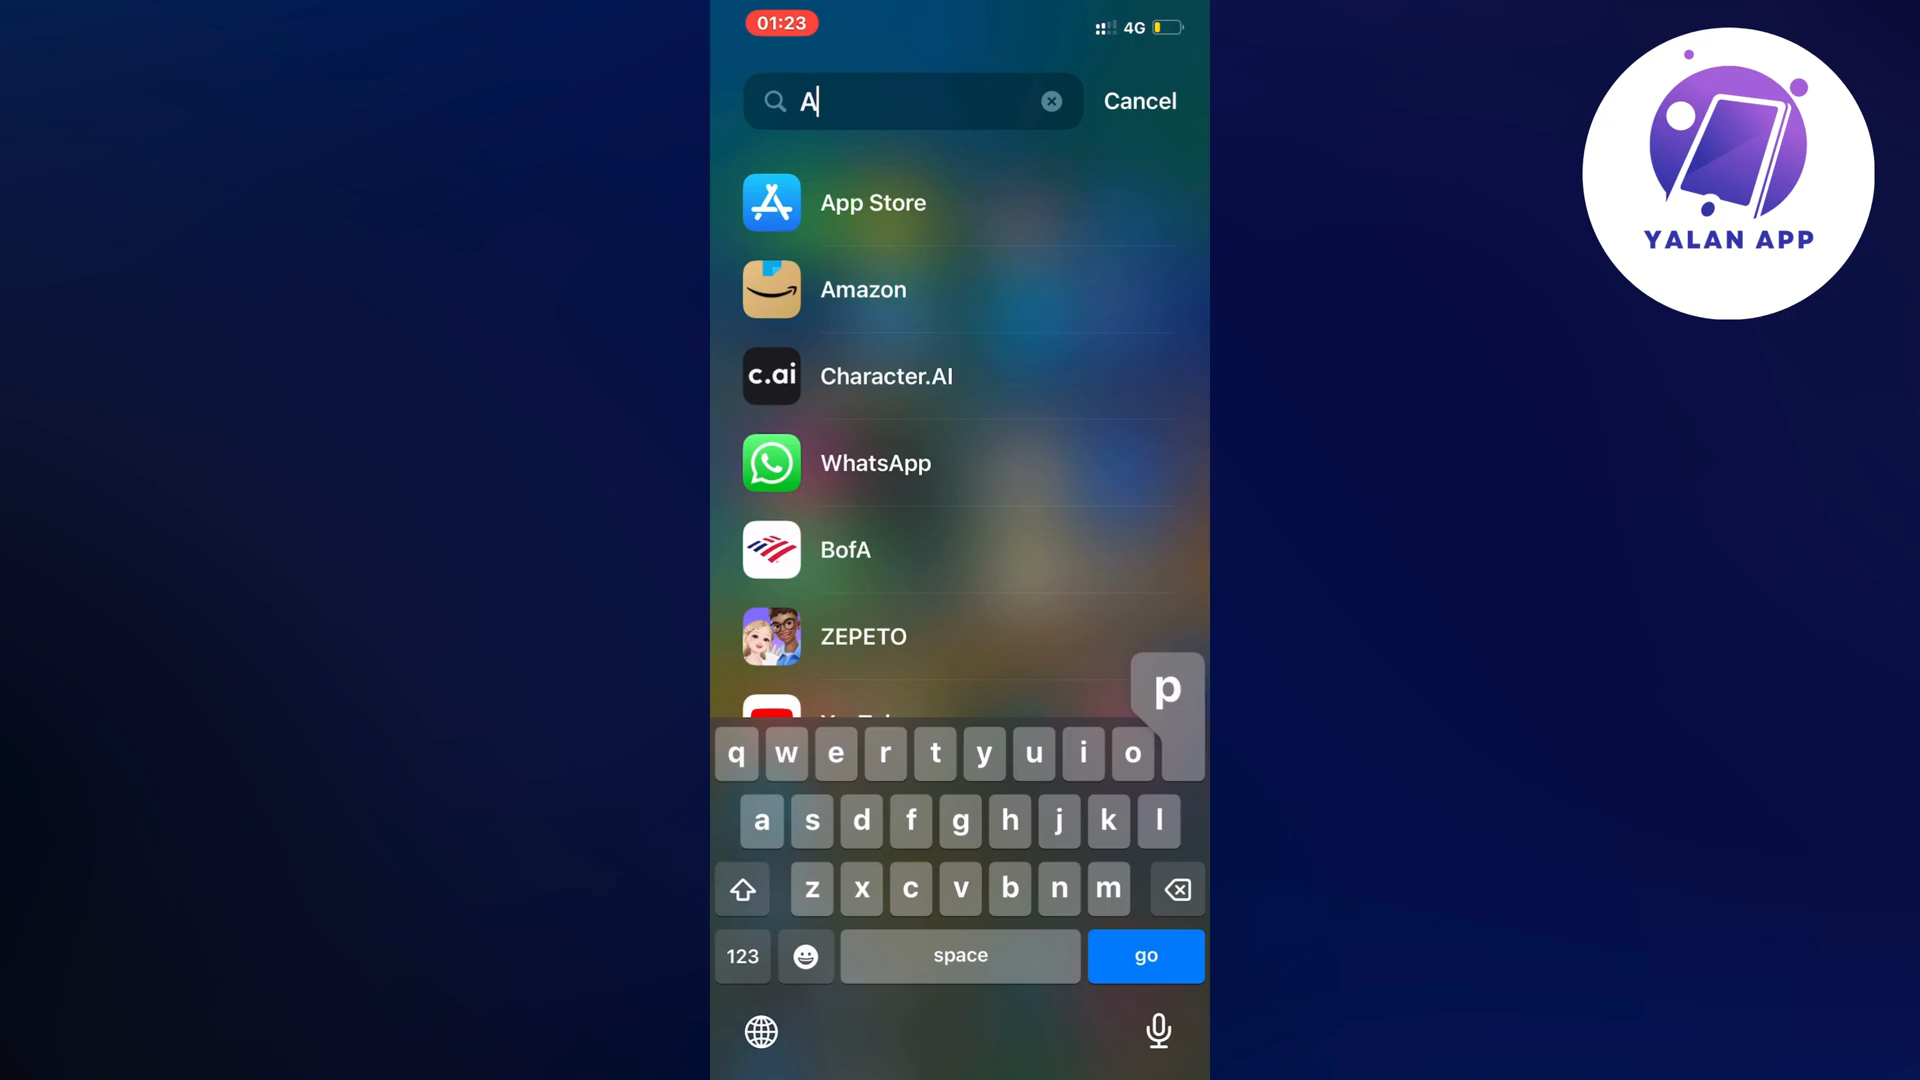 01:23
4G
A
Cancel
App Store
Amazon
c.ai
Character.AI
WhatsApp
BofA
ZEPETO
p
q w e r t y u i o
a s d f g h j k l
z x c v b n m
123
space
go
YALAN APP